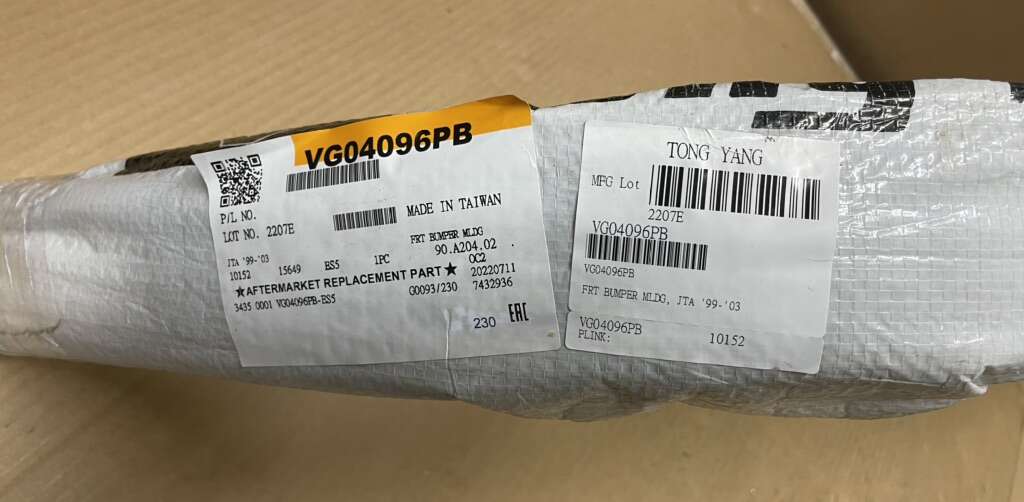 VG04096PB
P/L NO.
LOT NO. 2207E
MADE IN TAIWAN
FRT BUMPER MLDG
JTA '99-'03
90.A204.02
10152 15649 ES5 1PC 0C2
★AFTERMARKET REPLACEMENT PART★ 20220711
3435 0001 VG04096PB-ES5 G0093/230 7432936
230 EAC
TONG YANG
MFG Lot
2207E
VG04096PB
VG04096PB
FRT BUMPER MLDG, JTA '99-'03
VG04096PB 10152
PLINK: